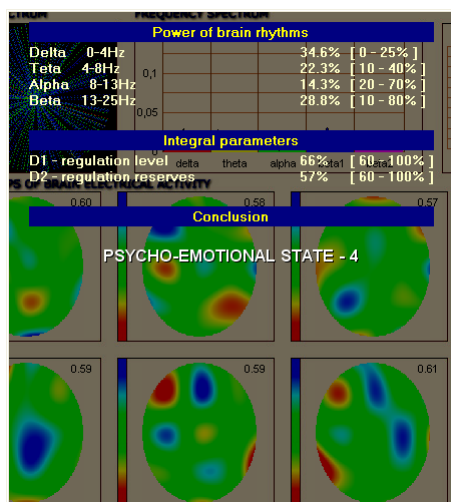 SPECTRUM FREQUENCY SPECTRUM
Power of brain rhythms
Delta 0-4Hz 34.6% [ 0 - 25% ]
Teta 4-8Hz 22.3% [ 10 - 40% ]
Alpha 8-13Hz 14.3% [ 20 - 70% ]
Beta 13-25Hz 28.8% [ 10 - 80% ]
0,1
0,05
Integral parameters
D1 - regulation level 66% [ 60 - 100% ]
delta theta alpha beta1 beta2
D2 - regulation reserves 57% [ 60 - 100% ]
PS OF BRAIN ELECTRICAL ACTIVITY
0.60 0.58 0.57
Conclusion
PSYCHO-EMOTIONAL STATE - 4
0.59 0.59 0.61